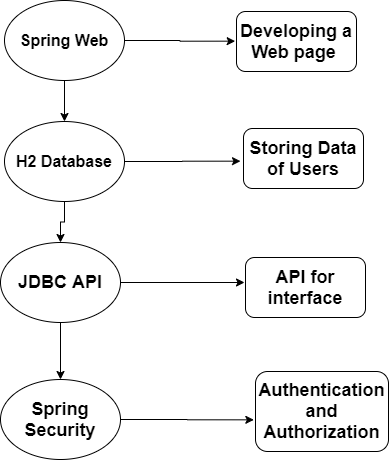 Spring Web
Developing a
Web page
H2 Database
Storing Data
of Users
JDBC API
API for
interface
Spring
Security
Authentication
and
Authorization